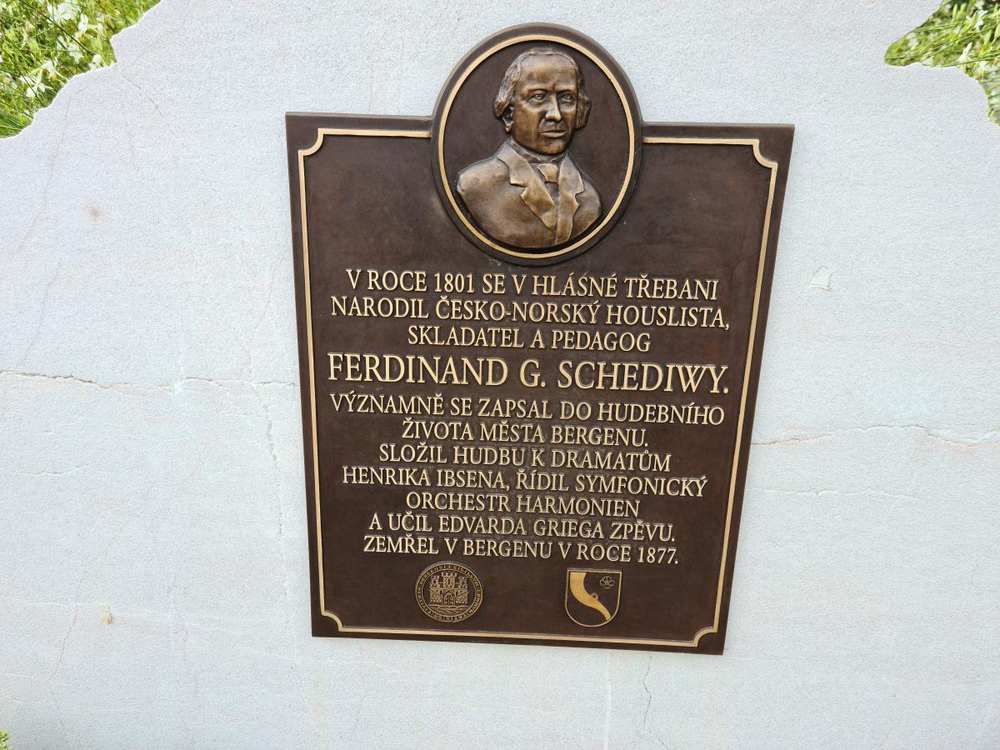 V ROCE 1801 SE V HLÁSNÉ TŘEBANI
NARODIL ČESKO-NORSKÝ HOUSLISTA,
SKLADATEL A PEDAGOG
FERDINAND G. SCHEDIWY.
VÝZNAMNĚ SE ZAPSAL DO HUDEBNÍHO
ŽIVOTA MĚSTA BERGENU.
SLOŽIL HUDBU K DRAMATŮM
HENRIKA IBSENA, ŘÍDIL SYMFONICKÝ
ORCHESTR HARMONIEN
A UČIL EDVARDA GRIEGA ZPĚVU.
ZEMŘEL V BERGENU V ROCE 1877.